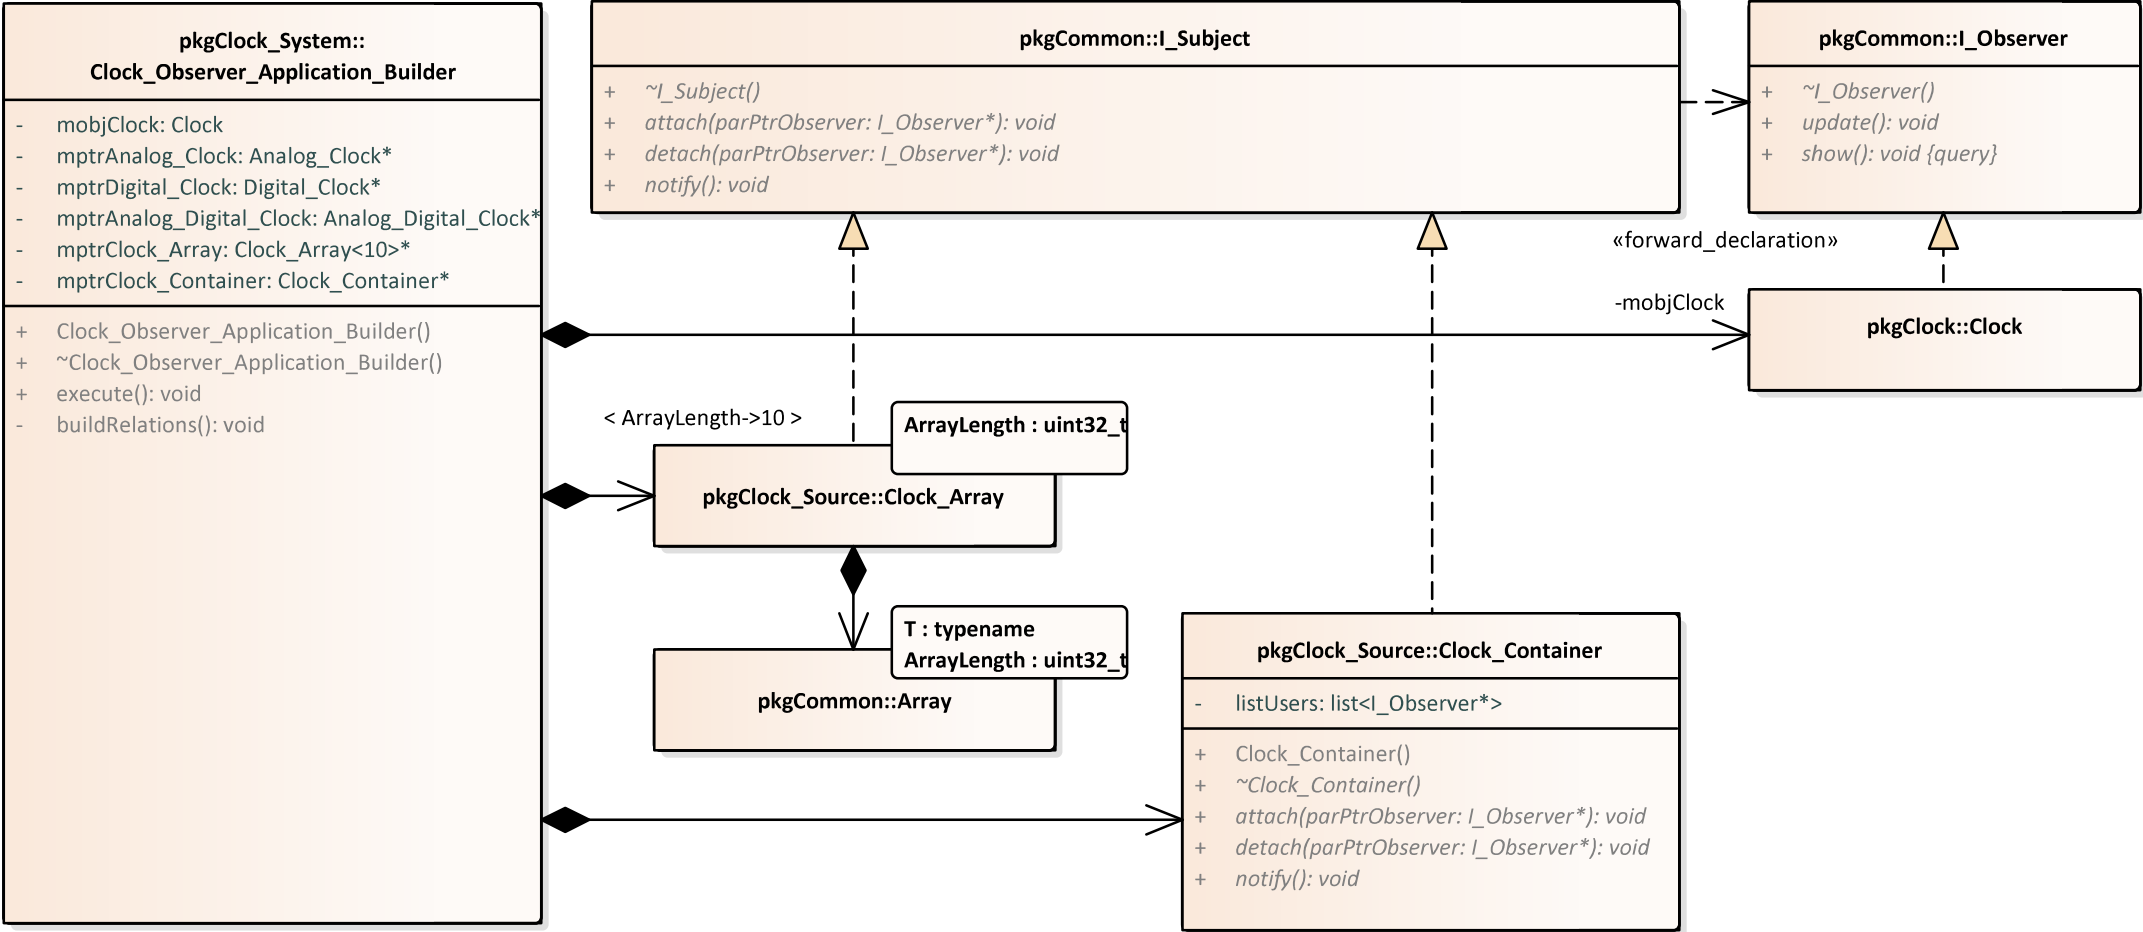 pkgClock_System::
Clock_Observer_Application_Builder
- mobjClock: Clock
- mptrAnalog_Clock: Analog_Clock*
- mptrDigital_Clock: Digital_Clock*
- mptrAnalog_Digital_Clock: Analog_Digital_Clock*
- mptrClock_Array: Clock_Array<10>*
- mptrClock_Container: Clock_Container*
+ Clock_Observer_Application_Builder()
+ ~Clock_Observer_Application_Builder()
+ execute(): void
- buildRelations(): void
pkgCommon::I_Subject
+ ~I_Subject()
+ attach(parPtrObserver: I_Observer*): void
+ detach(parPtrObserver: I_Observer*): void
+ notify(): void
pkgCommon::I_Observer
+ ~I_Observer()
+ update(): void
+ show(): void {query}
«forward_declaration»
-mobjClock
pkgClock::Clock
< ArrayLength->10 >
ArrayLength : uint32_t
pkgClock_Source::Clock_Array
T : typename
ArrayLength : uint32_t
pkgCommon::Array
pkgClock_Source::Clock_Container
- listUsers: list<I_Observer*>
+ Clock_Container()
+ ~Clock_Container()
+ attach(parPtrObserver: I_Observer*): void
+ detach(parPtrObserver: I_Observer*): void
+ notify(): void